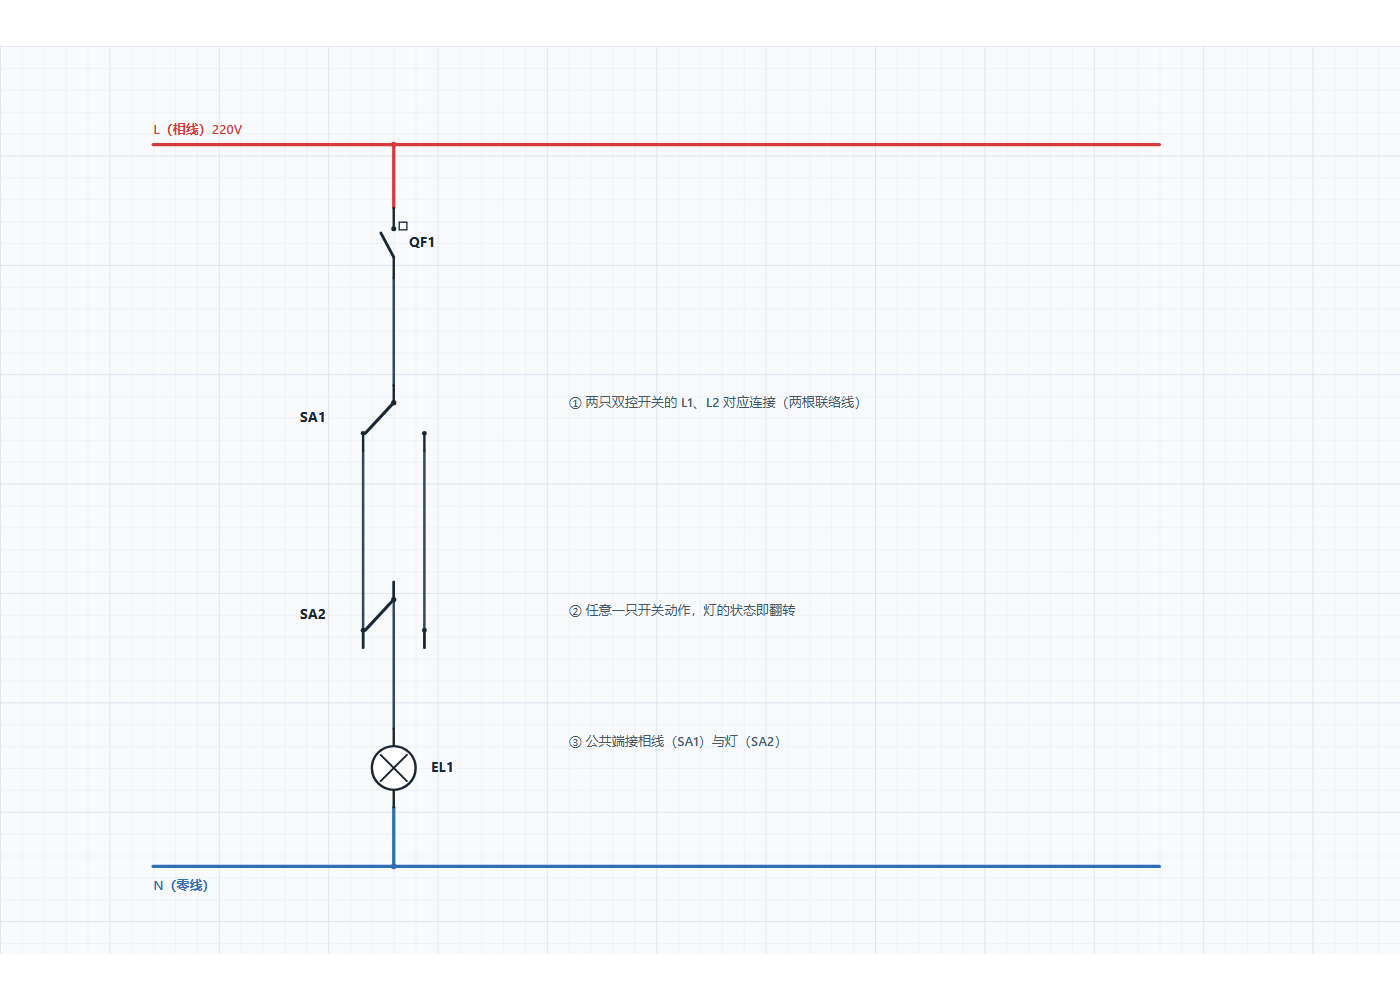 L（相线）220V
QF1
SA1
① 两只双控开关的 L1、L2 对应连接（两根联络线）
SA2
② 任意一只开关动作，灯的状态即翻转
③ 公共端接相线（SA1）与灯（SA2）
EL1
N（零线）